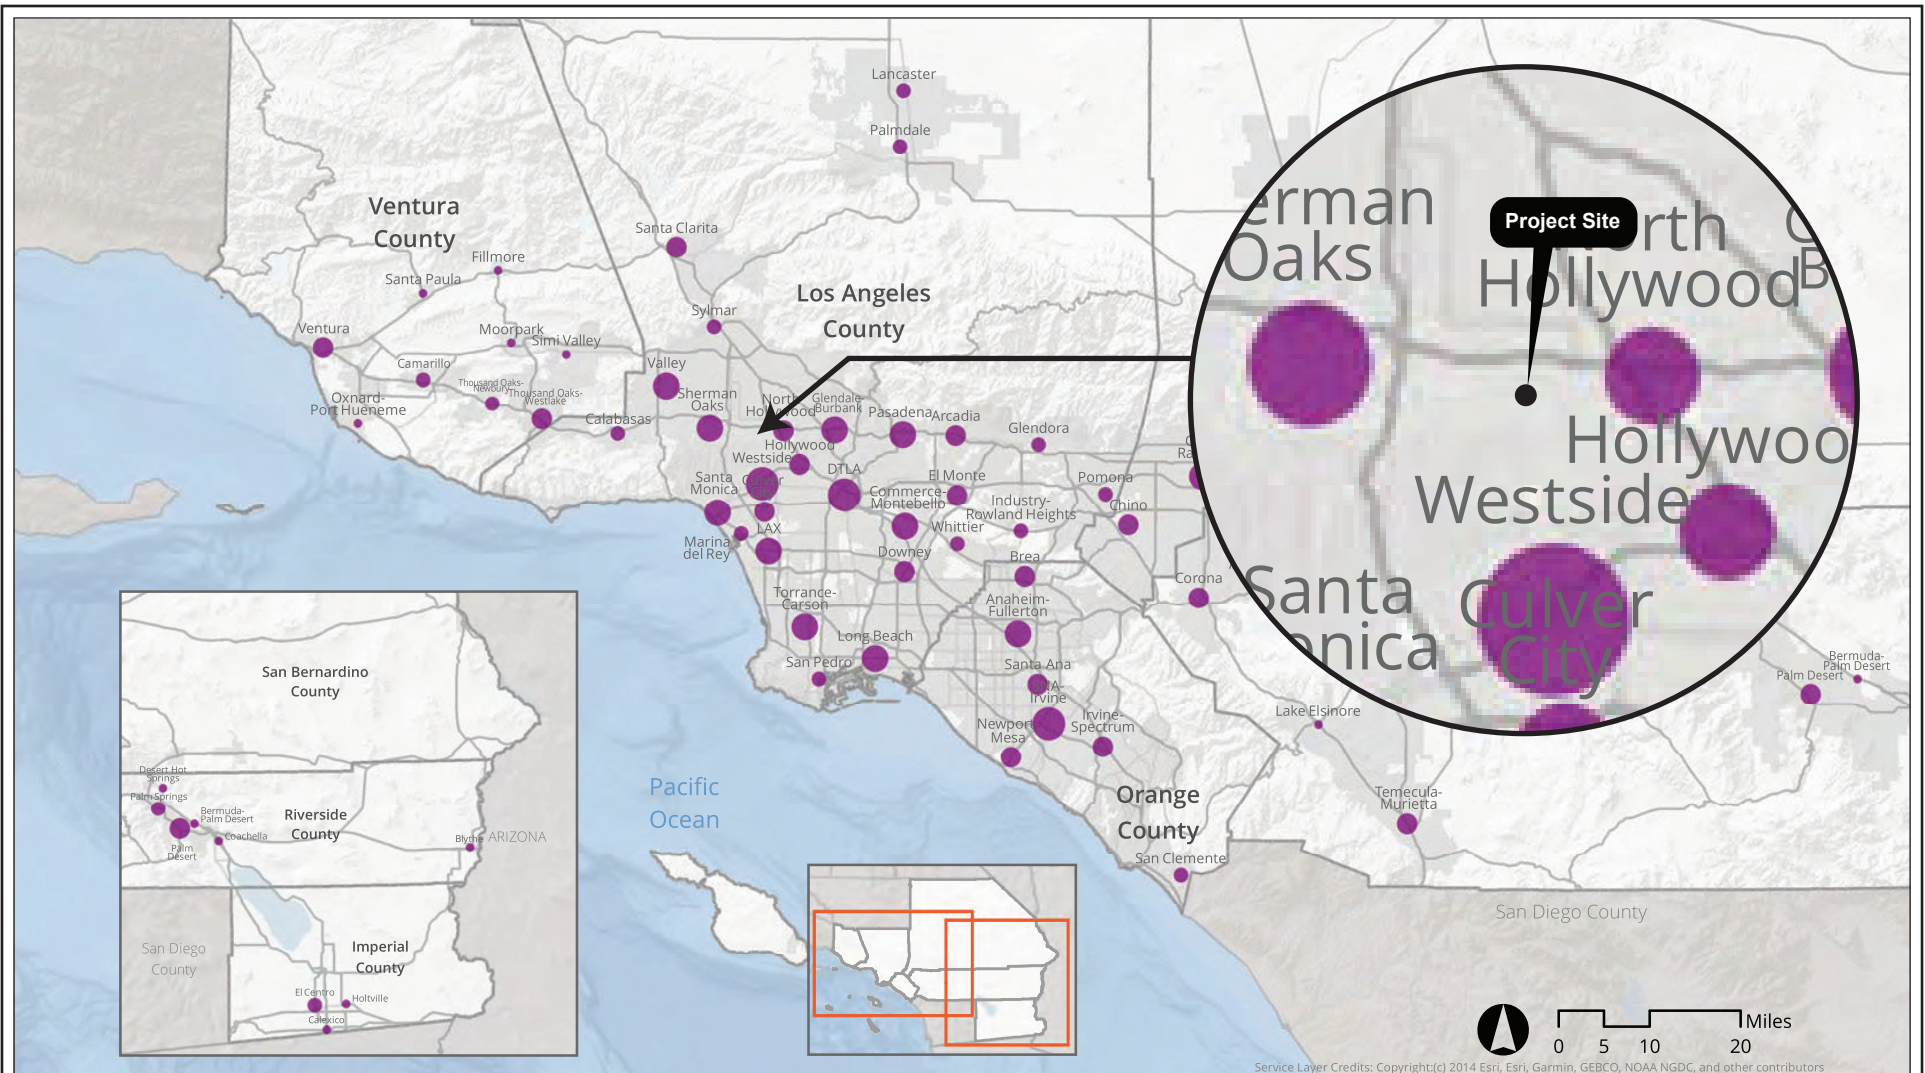 Lancaster
Palmdale
Ventura
County
Santa Clarita
Fillmore
Santa Paula
Los Angeles
County
Sylmar
Ventura
Moorpark
Simi Valley
Camarillo
Valley
Thousand Oaks-
Newbury
Thousand Oaks-
Westlake
Oxnard-
Port Hueneme
Calabasas
Sherman
Oaks
North
Hollywood
Glendale-
Burbank
Pasadena
Arcadia
Glendora
Hollywood
Westside
Santa
Monica
Culver
City
DTLA
El Monte
Commerce-
Montebello
Industry-
Rowland Heights
Pomona
Chino
Whittier
LAX
Marina
del Rey
Downey
Brea
Corona
Torrance-
Carson
Anaheim-
Fullerton
Long Beach
San Pedro
Santa Ana
Irvine
Newport
Mesa
Irvine-
Spectrum
Orange
County
San Clemente
Lake Elsinore
Temecula-
Murietta
Bermuda-
Palm Desert
Palm Desert
Pacific
Ocean
San Diego County
Project Site
erman
Oaks
rth
Hollywood
B
Hollywoo
Westside
Santa
onica
Culver
City
San Bernardino
County
Desert Hot
Springs
Palm Springs
Bermuda-
Palm Desert
Palm
Desert
Coachella
Riverside
County
Blythe
ARIZONA
San Diego
County
Imperial
County
El Centro
Holtville
Calexico
Miles
0 5 10 20
Service Layer Credits: Copyright:(c) 2014 Esri, Esri, Garmin, GEBCO, NOAA NGDC, and other contributors